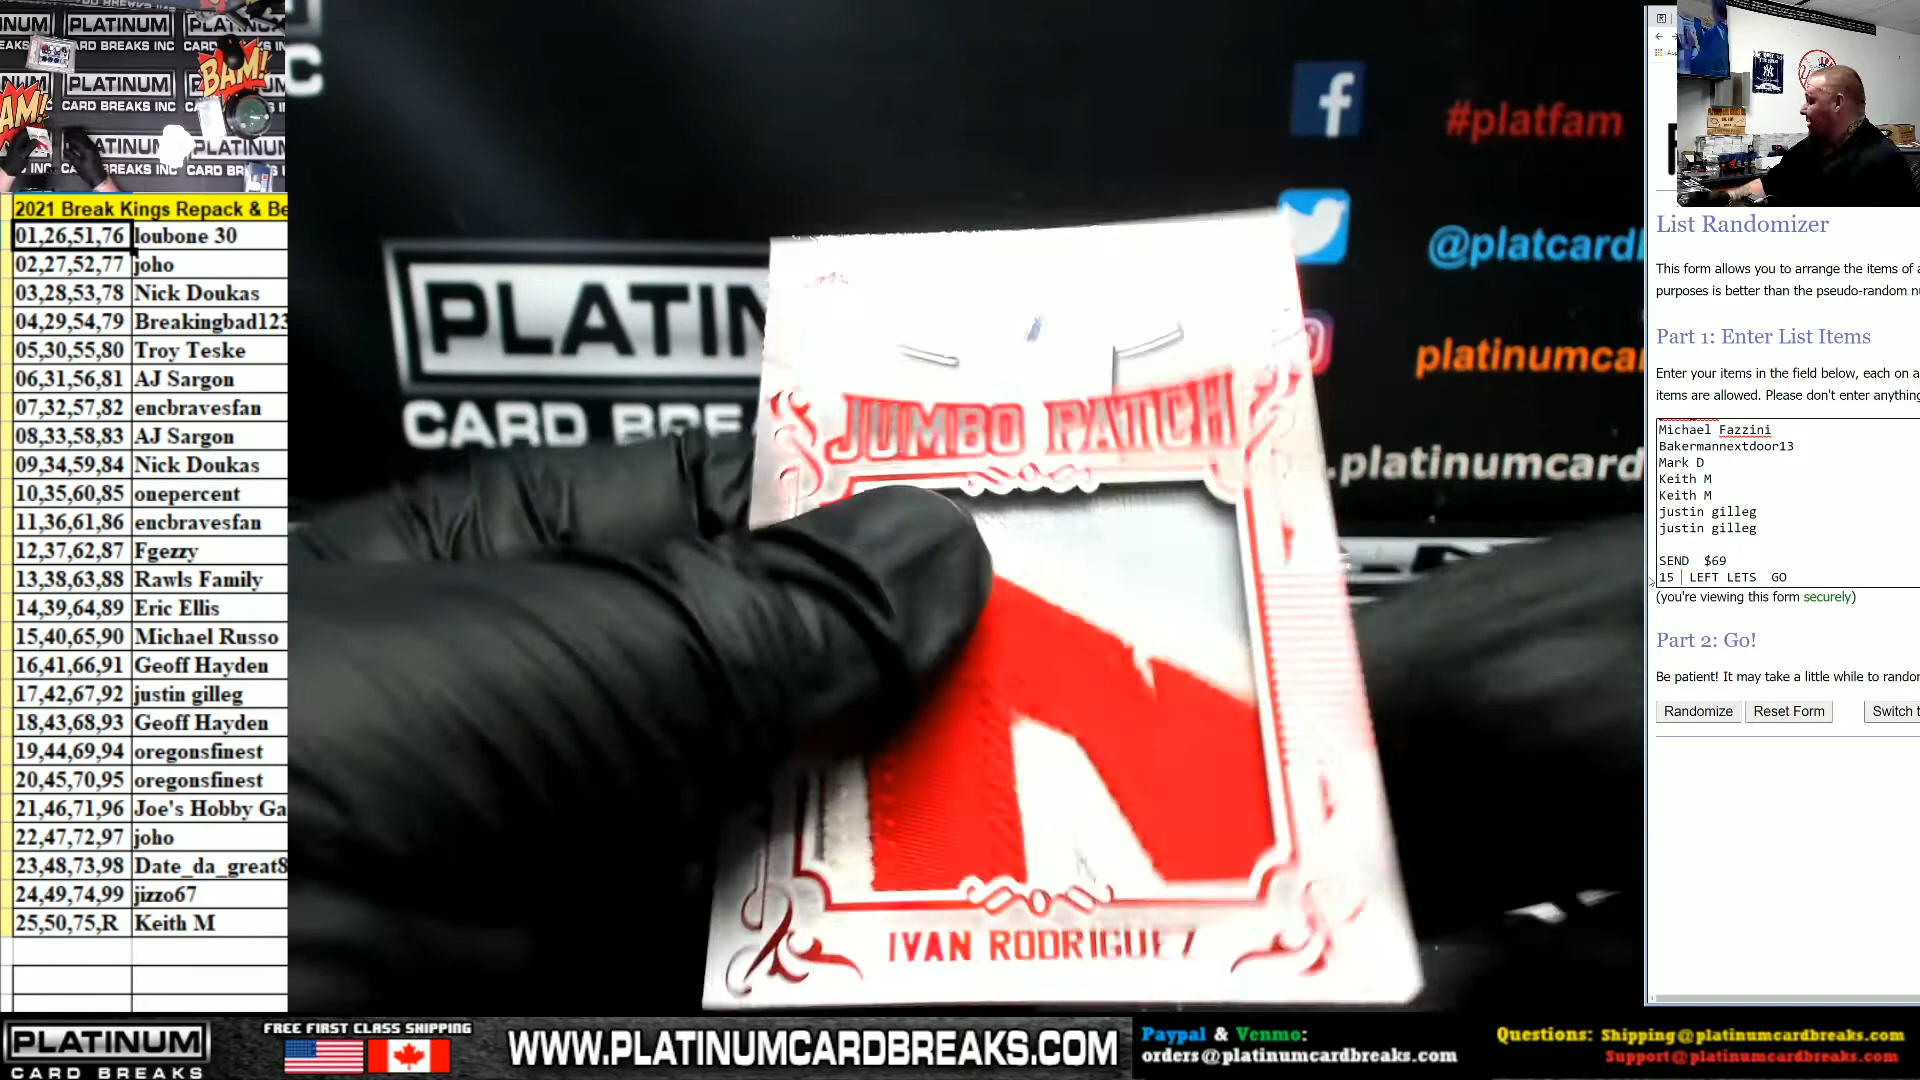 PLATINUM
CARD BREAKS INC
BAM!
2021 Break Kings Repack & Be
01,26,51,76 loubone 30
02,27,52,77 joho
03,28,53,78 Nick Doukas
04,29,54,79 Breakingbad123
05,30,55,80 Troy Teske
06,31,56,81 AJ Sargon
07,32,57,82 encbravesfan
08,33,58,83 AJ Sargon
09,34,59,84 Nick Doukas
10,35,60,85 onepercent
11,36,61,86 encbravesfan
12,37,62,87 Fgezzy
13,38,63,88 Rawls Family
14,39,64,89 Eric Ellis
15,40,65,90 Michael Russo
16,41,66,91 Geoff Hayden
17,42,67,92 justin gilleg
18,43,68,93 Geoff Hayden
19,44,69,94 oregonsfinest
20,45,70,95 oregonsfinest
21,46,71,96 Joe's Hobby Ga
22,47,72,97 joho
23,48,73,98 Date_da_great8
24,49,74,99 jizzo67
25,50,75,R Keith M
PLATIN
CARD BRE
#platfam
@platcardl
platinumca
.platinumcard
JUMBO PATCH
IVAN RODRIGUEZ
List Randomizer
This form allows you to arrange the items of a
purposes is better than the pseudo-random nu
Part 1: Enter List Items
Enter your items in the field below, each on a
items are allowed. Please don't enter anything
Michael Fazzini
Bakermannextdoor13
Mark D
Keith M
Keith M
justin gilleg
justin gilleg
SEND $69
15 LEFT LETS GO
(you're viewing this form securely)
Part 2: Go!
Be patient! It may take a little while to random
Randomize Reset Form Switch t
PLATINUM
CARD BREAKS
FREE FIRST CLASS SHIPPING
WWW.PLATINUMCARDBREAKS.COM
Paypal & Venmo:
orders@platinumcardbreaks.com
Questions: Shipping@platinumcardbreaks.com
Support@platinumcardbreaks.com